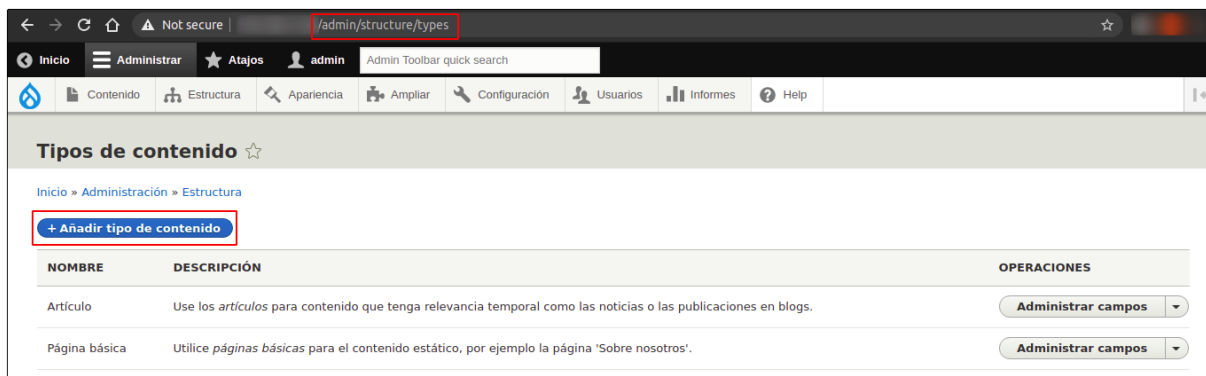 Not secure | /admin/structure/types
Inicio Administrar Atajos admin Admin Toolbar quick search
Contenido Estructura Apariencia Ampliar Configuración Usuarios Informes Help
Tipos de contenido
Inicio » Administración » Estructura
+ Añadir tipo de contenido
NOMBRE DESCRIPCIÓN OPERACIONES
Artículo Use los artículos para contenido que tenga relevancia temporal como las noticias o las publicaciones en blogs. Administrar campos
Página básica Utilice páginas básicas para el contenido estático, por ejemplo la página 'Sobre nosotros'. Administrar campos